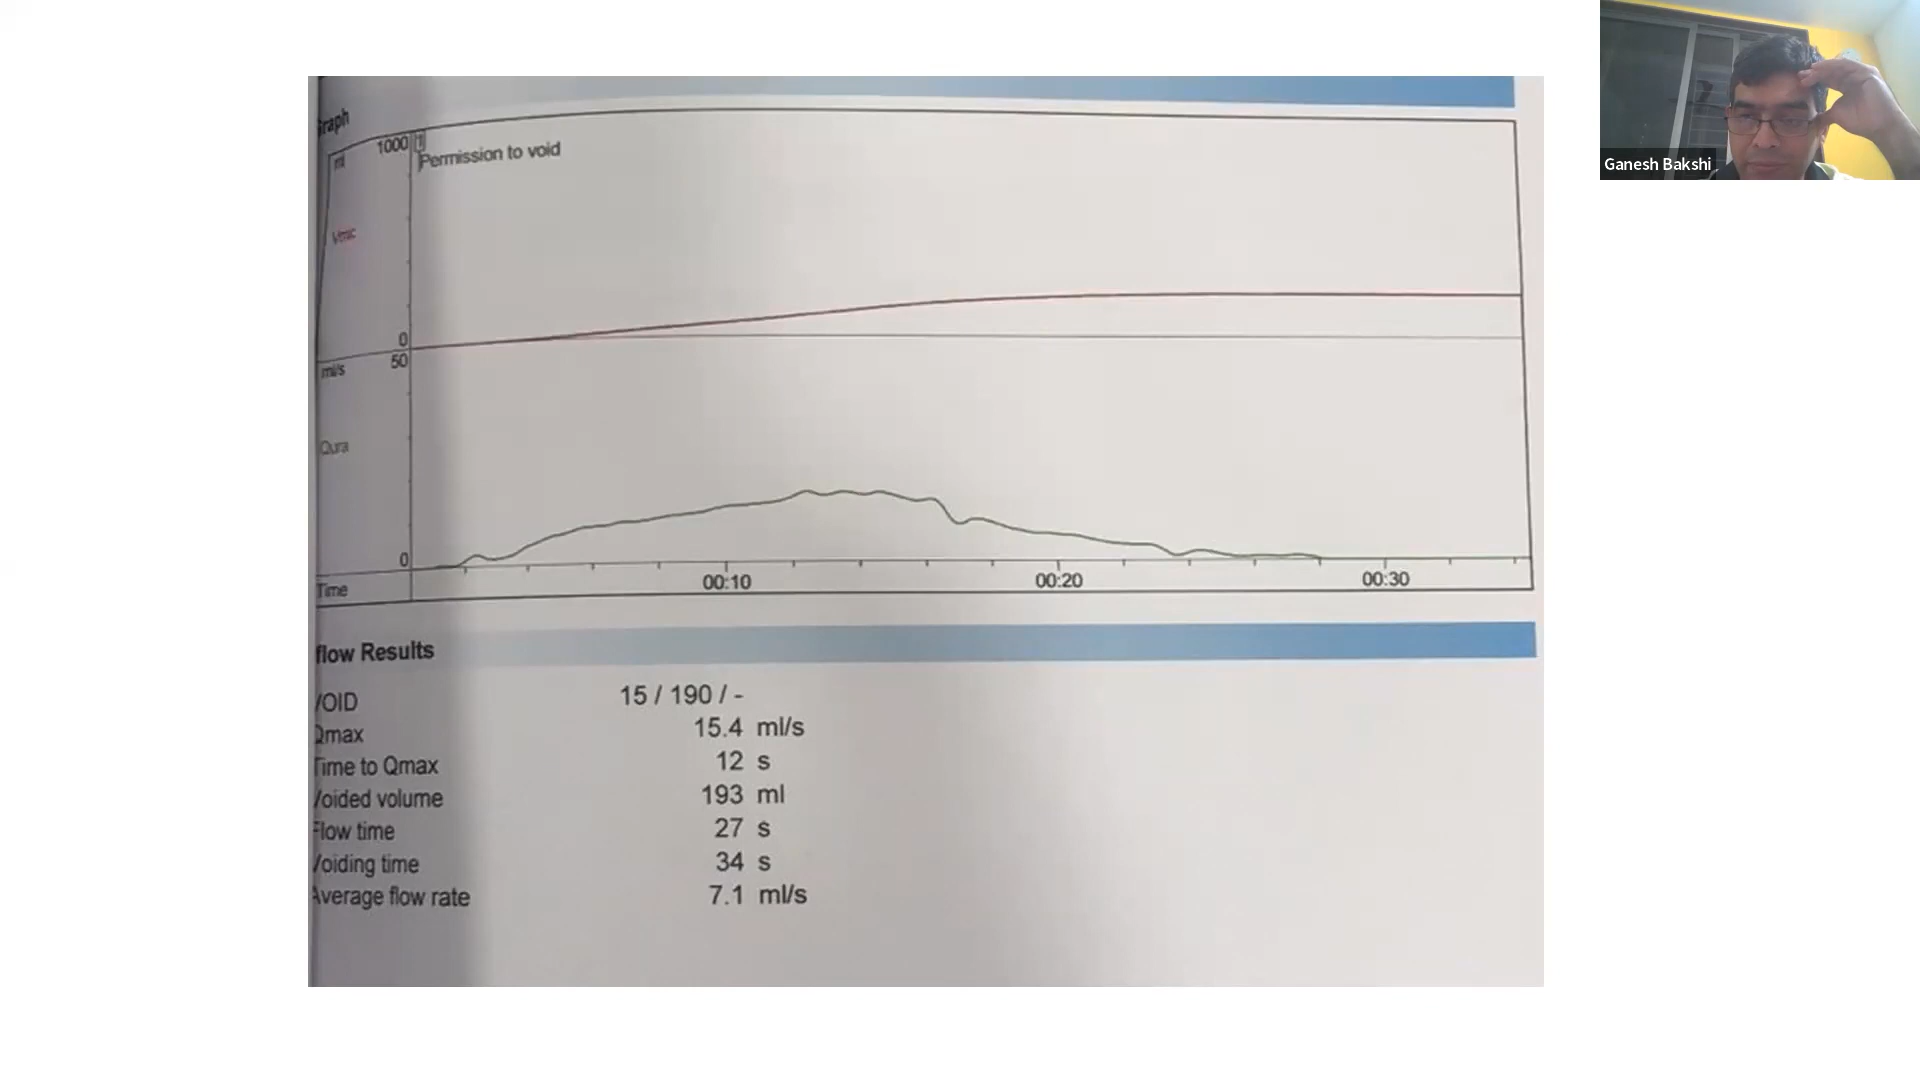 Graph
ml
1000
1
Permission to void
Vmic
0
ml/s
50
Qura
0
Time
00:10
00:20
00:30
flow Results
VOID
15 / 190 / -
Qmax
15.4 ml/s
Time to Qmax
12 s
Voided volume
193 ml
Flow time
27 s
Voiding time
34 s
Average flow rate
7.1 ml/s
Ganesh Bakshi